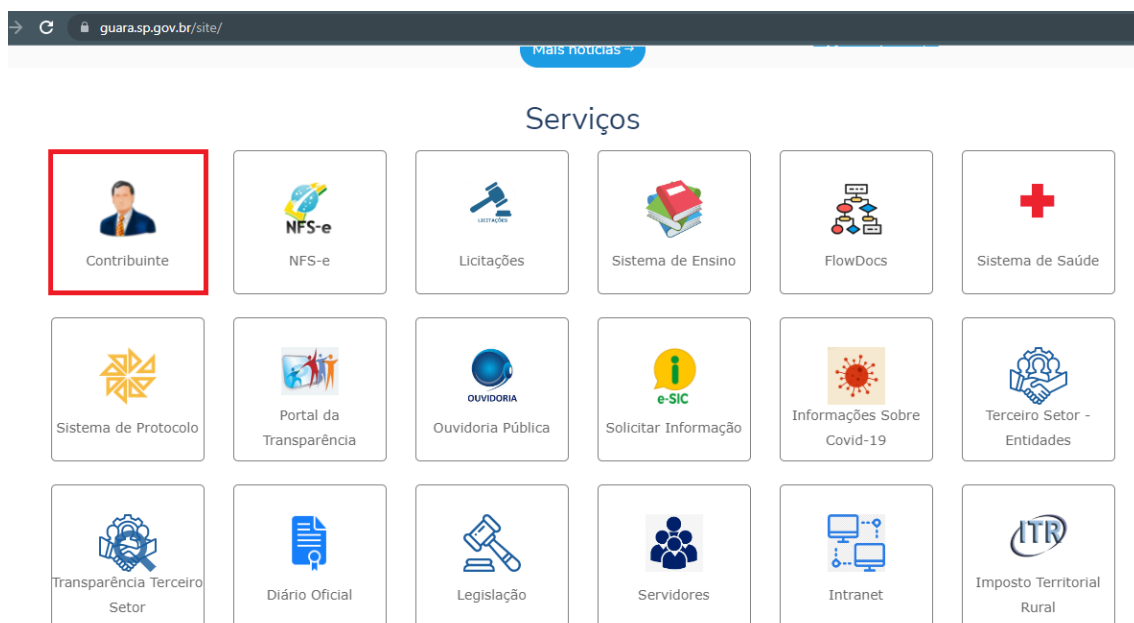 guara.sp.gov.br/site/
Mais notícias →
Serviços
Contribuinte
NFS-e
NFS-e
LICITAÇÕES
Licitações
Sistema de Ensino
FlowDocs
Sistema de Saúde
Sistema de Protocolo
Portal da
Transparência
OUVIDORIA
Ouvidoria Pública
e-SIC
Solicitar Informação
Informações Sobre
Covid-19
Terceiro Setor -
Entidades
Transparência Terceiro
Setor
Diário Oficial
Legislação
Servidores
Intranet
ITR
Imposto Territorial
Rural